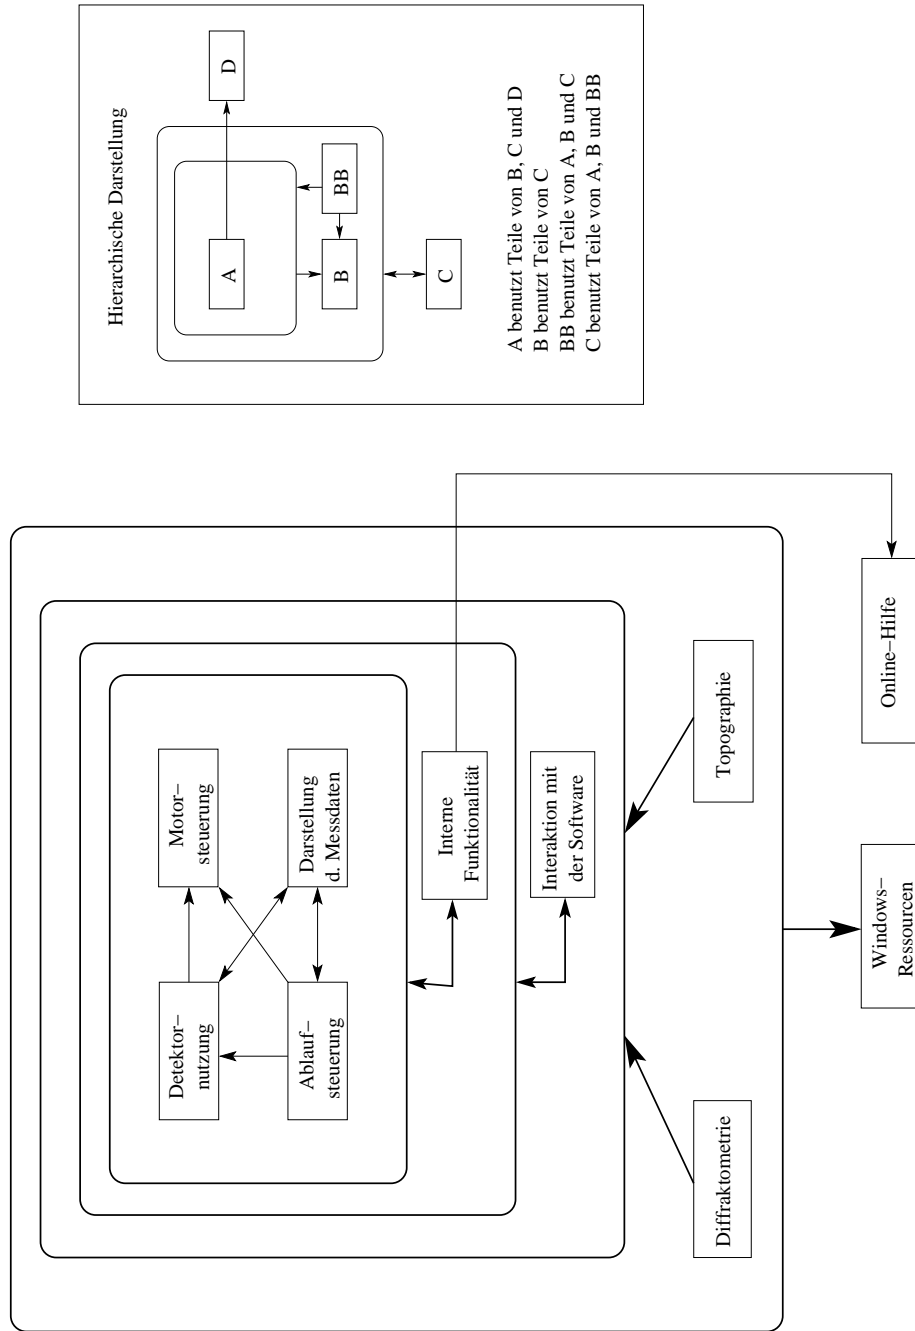 Hierarchische Darstellung
D
A
BB
B
C
A benutzt Teile von B, C und D
B benutzt Teile von C
BB benutzt Teile von A, B und C
C benutzt Teile von A, B und BB
Detektor–
nutzung
Motor–
steuerung
Ablauf–
steuerung
Darstellung
d. Messdaten
Interne
Funktionalität
Interaktion mit
der Software
Diffraktometrie
Topographie
Windows–
Ressourcen
Online–Hilfe